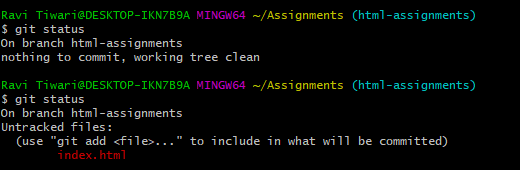 Ravi Tiwari@DESKTOP-IKN7B9A MINGW64 ~/Assignments (html-assignments)
$ git status
On branch html-assignments
nothing to commit, working tree clean
Ravi Tiwari@DESKTOP-IKN7B9A MINGW64 ~/Assignments (html-assignments)
$ git status
On branch html-assignments
Untracked files:
(use "git add <file>..." to include in what will be committed)
index.html